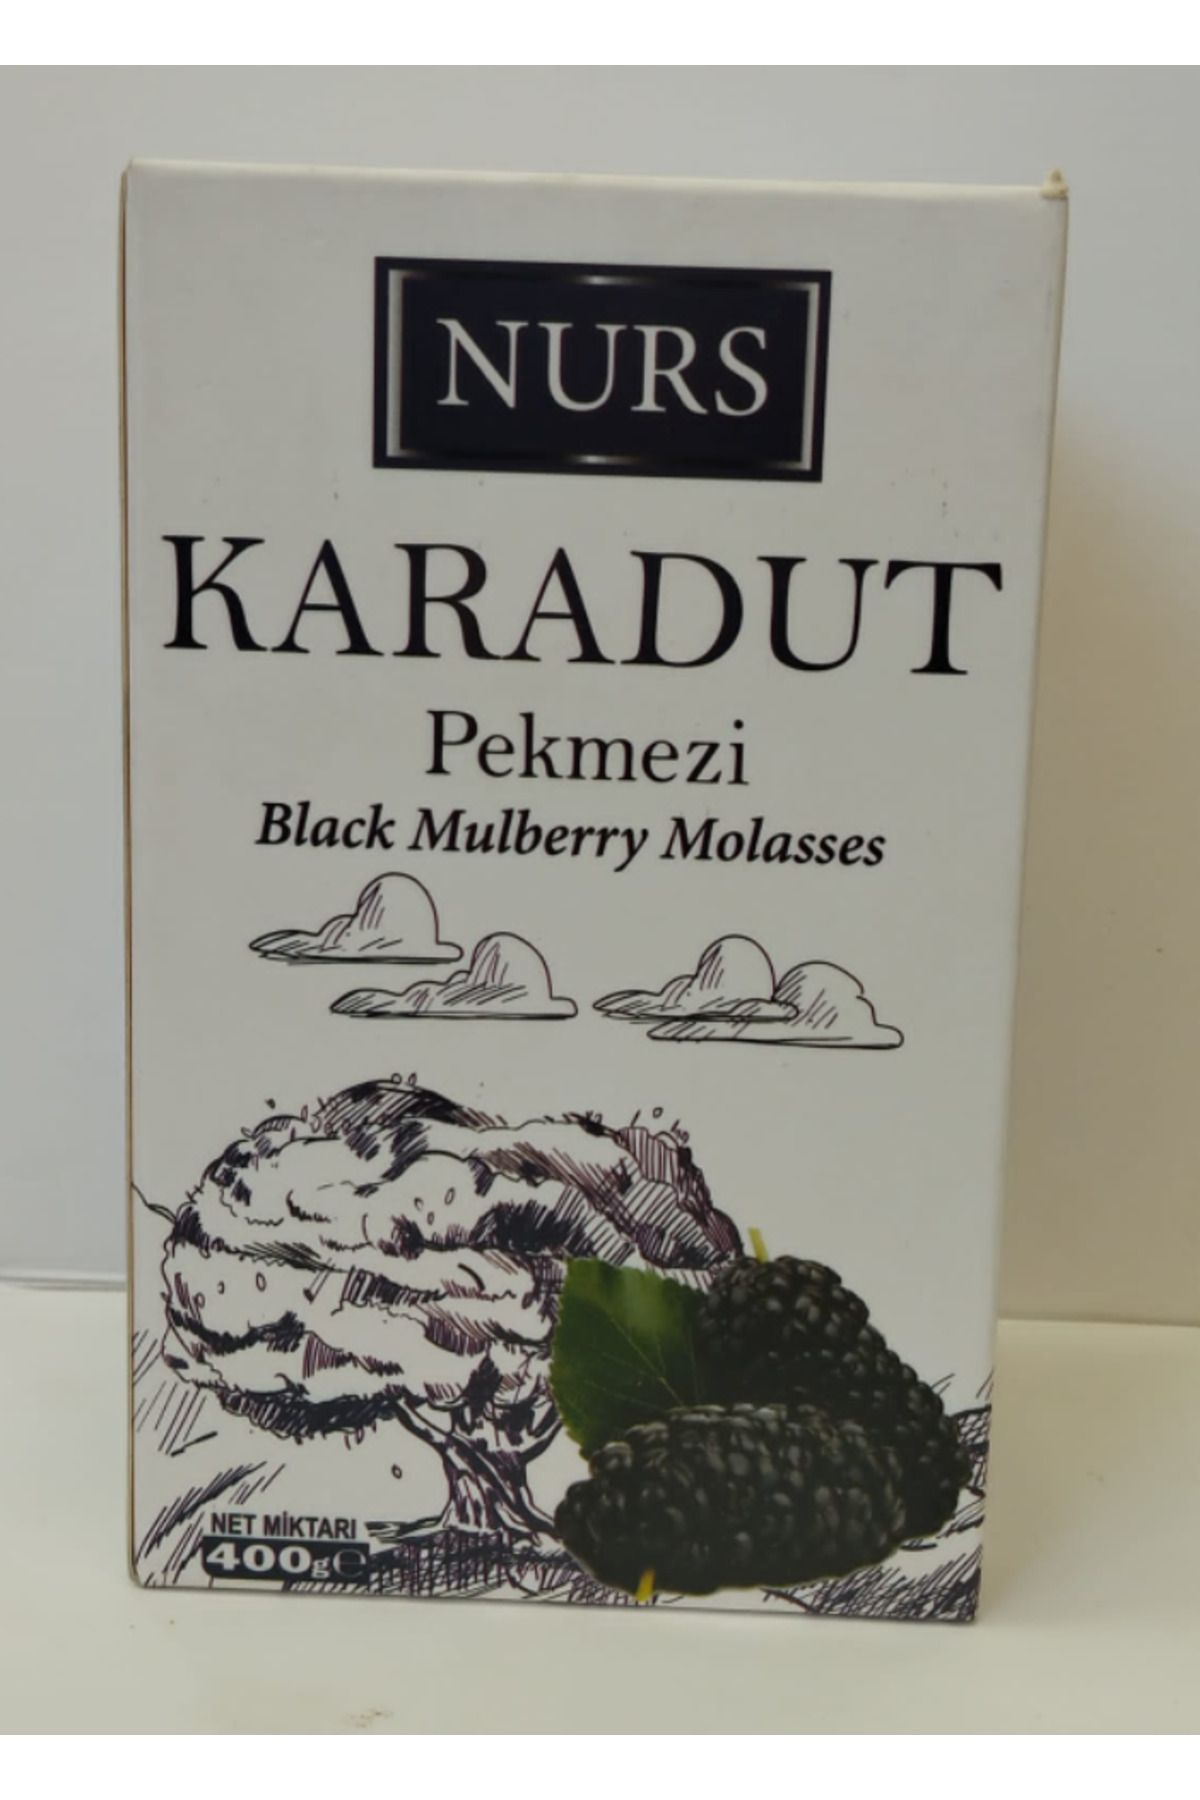 NURS
KARADUT
Pekmezi
Black Mulberry Molasses
NET MİKTARI
400g℮